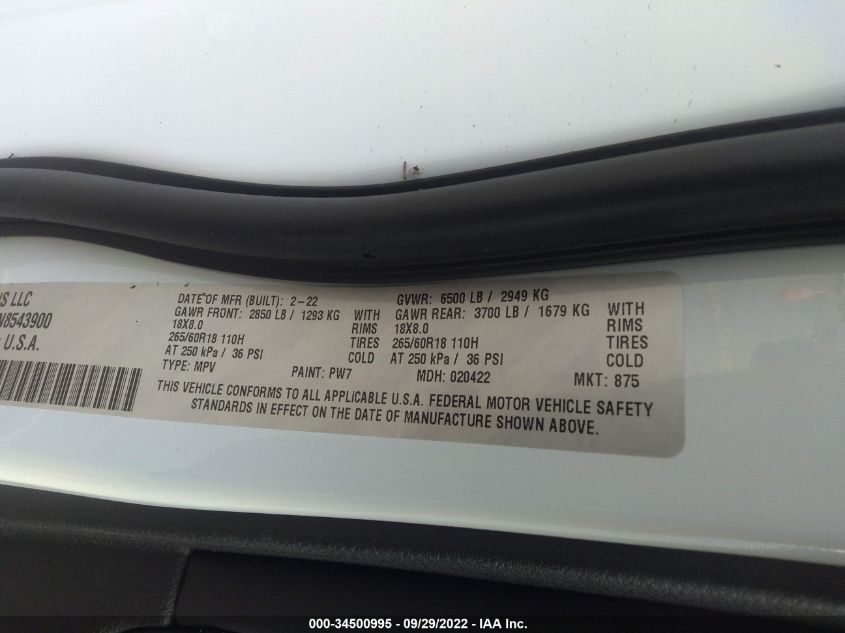 US LLC
N8543900
U.S.A.
DATE OF MFR (BUILT): 2-22
GAWR FRONT: 2850 LB / 1293 KG WITH
18X8.0 RIMS
265/60R18 110H TIRES
AT 250 kPa / 36 PSI COLD
TYPE: MPV PAINT: PW7
GVWR: 6500 LB / 2949 KG
GAWR REAR: 3700 LB / 1679 KG WITH
18X8.0 RIMS
265/60R18 110H TIRES
AT 250 kPa / 36 PSI COLD
MDH: 020422 MKT: 875
THIS VEHICLE CONFORMS TO ALL APPLICABLE U.S.A. FEDERAL MOTOR VEHICLE SAFETY
STANDARDS IN EFFECT ON THE DATE OF MANUFACTURE SHOWN ABOVE.
000-34500995 - 09/29/2022 - IAA Inc.